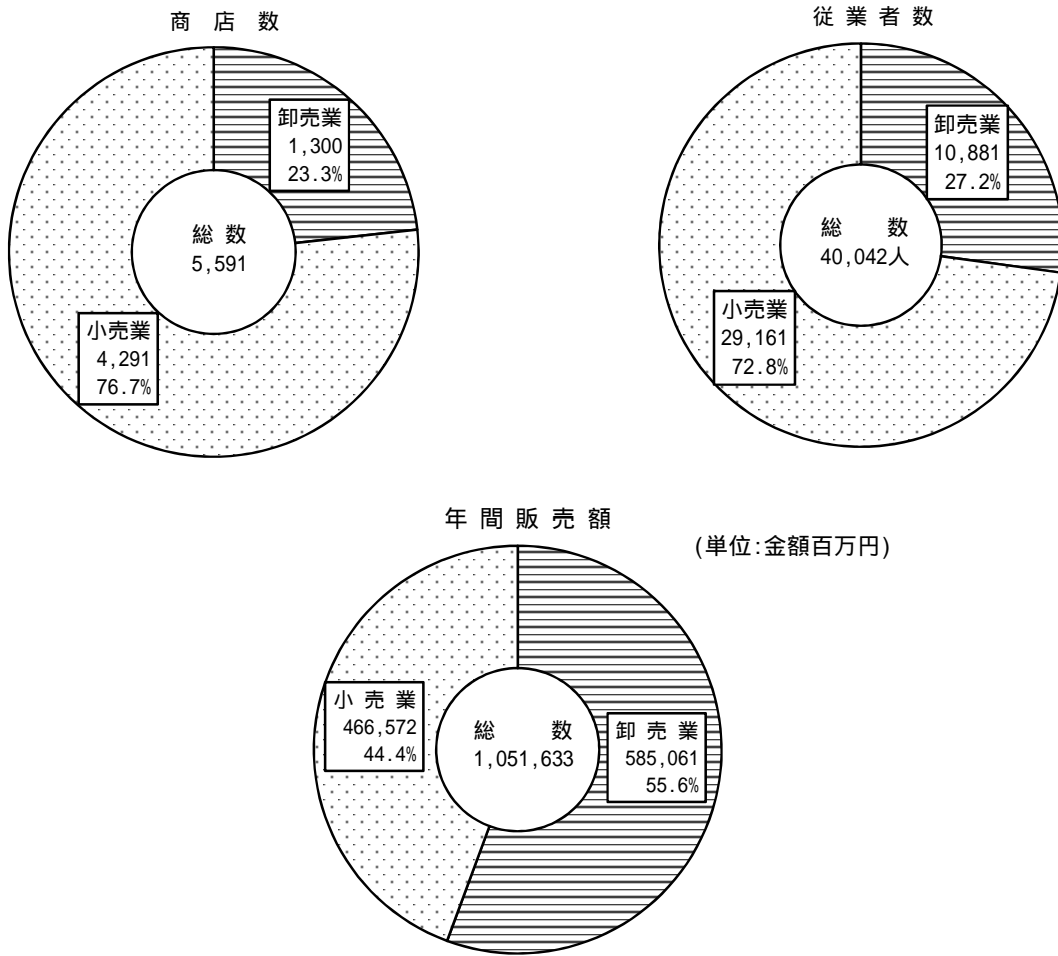 商店数
卸売業
1,300
23.3%
総数
5,591
小売業
4,291
76.7%
従業者数
卸売業
10,881
27.2%
総数
40,042人
小売業
29,161
72.8%
年間販売額
(単位:金額百万円)
小売業
466,572
44.4%
総数
1,051,633
卸売業
585,061
55.6%